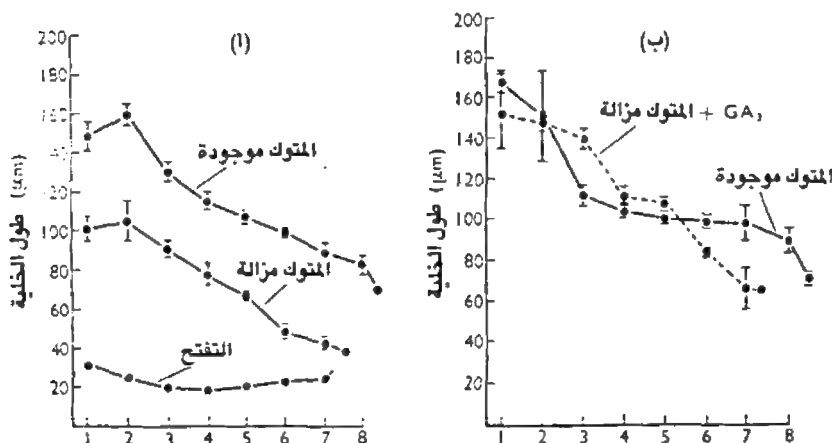 (ا)
200
180
160
140
120
100
80
60
40
20
طول الخلية (µm)
المتوك موجودة
المتوك مزالة
التفتح
1 2 3 4 5 6 7 8
(ب)
200
180
160
140
120
100
80
60
40
20
طول الخلية (µm)
المتوك مزالة + GA₃
المتوك موجودة
1 2 3 4 5 6 7 8